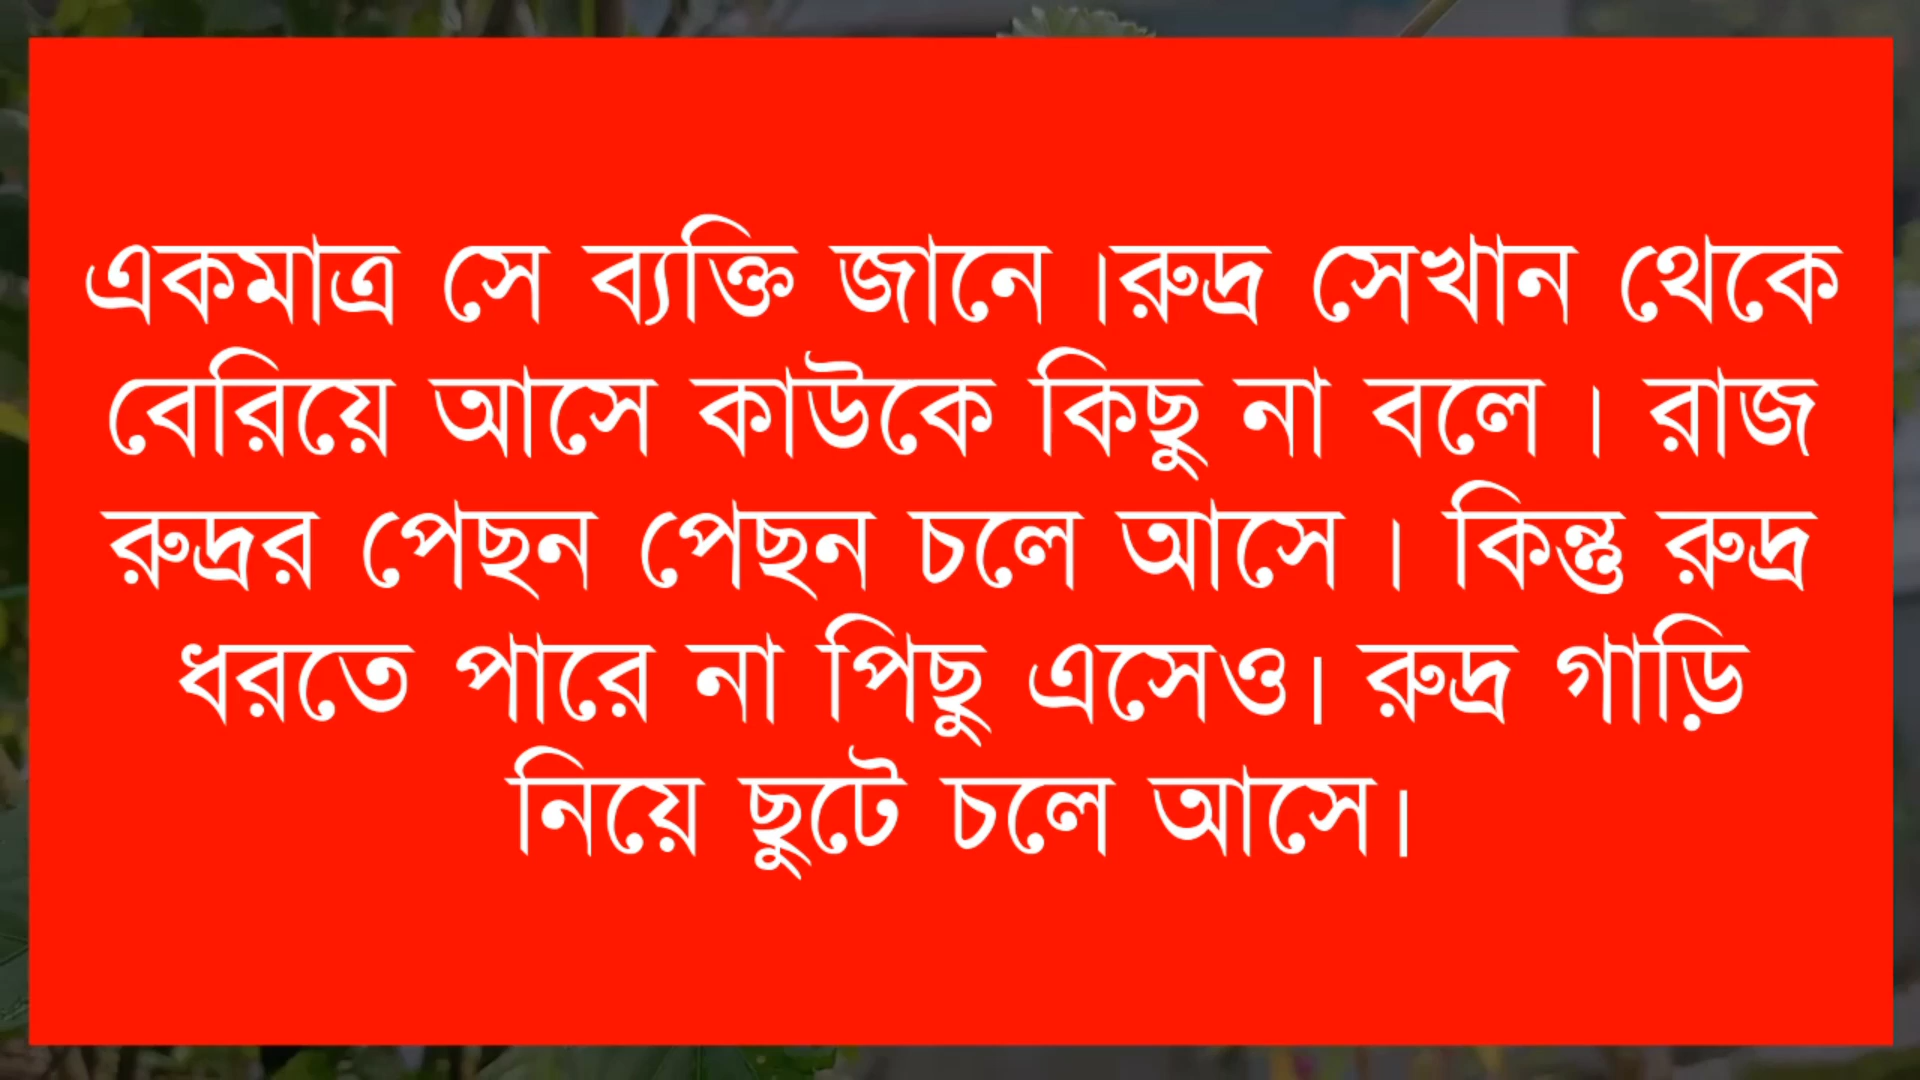 একমাত্র সে ব্যক্তি জানে ।রুদ্র সেখান থেকে
বেরিয়ে আসে কাউকে কিছু না বলে । রাজ
রুদ্রর পেছন পেছন চলে আসে । কিন্তু রুদ্র
ধরতে পারে না পিছু এসেও। রুদ্র গাড়ি
নিয়ে ছুটে চলে আসে।